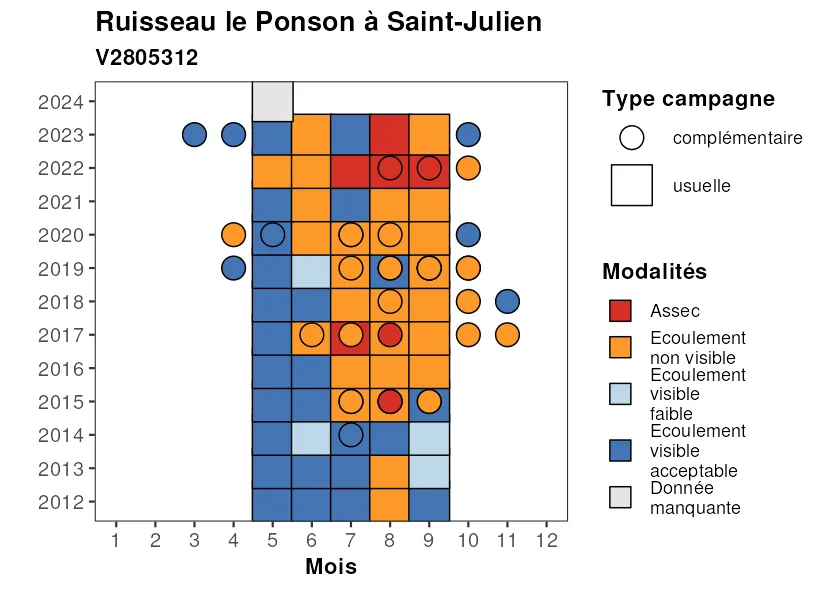 Ruisseau le Ponson à Saint-Julien
V2805312
2024
2023
2022
2021
2020
2019
2018
2017
2016
2015
2014
2013
2012
1 2 3 4 5 6 7 8 9 10 11 12
Mois
Type campagne
complémentaire
usuelle
Modalités
Assec
Ecoulement
non visible
Ecoulement
visible
faible
Ecoulement
visible
acceptable
Donnée
manquante